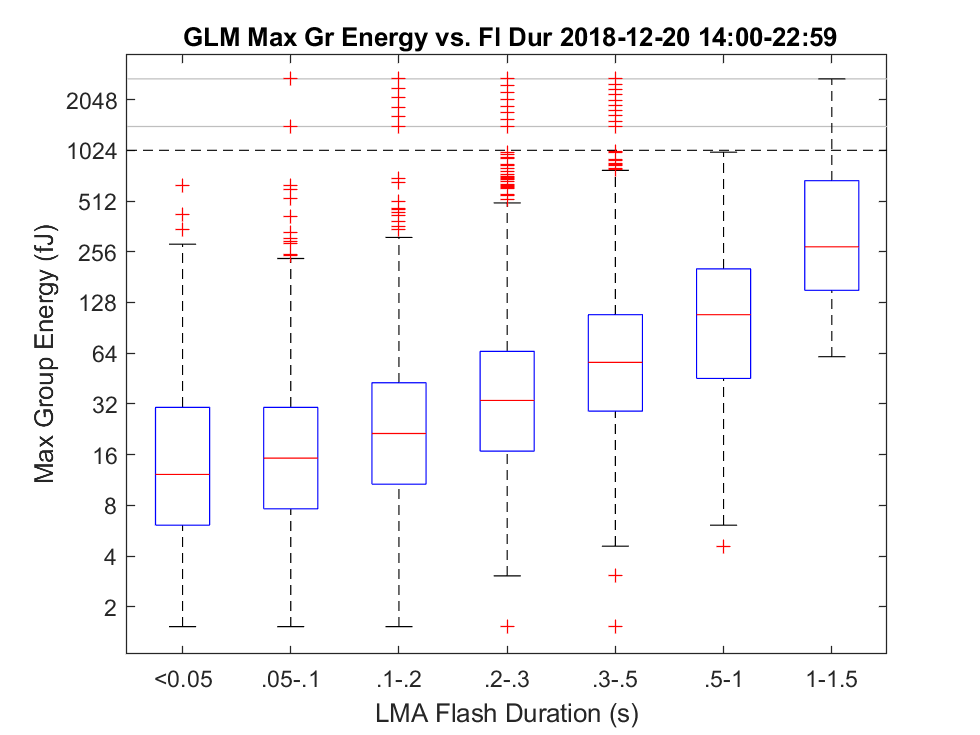 GLM Max Gr Energy vs. Fl Dur 2018-12-20 14:00-22:59
2048
1024
512
256
128
64
32
16
8
4
2
Max Group Energy (fJ)
<0.05 .05-.1 .1-.2 .2-.3 .3-.5 .5-1 1-1.5
LMA Flash Duration (s)